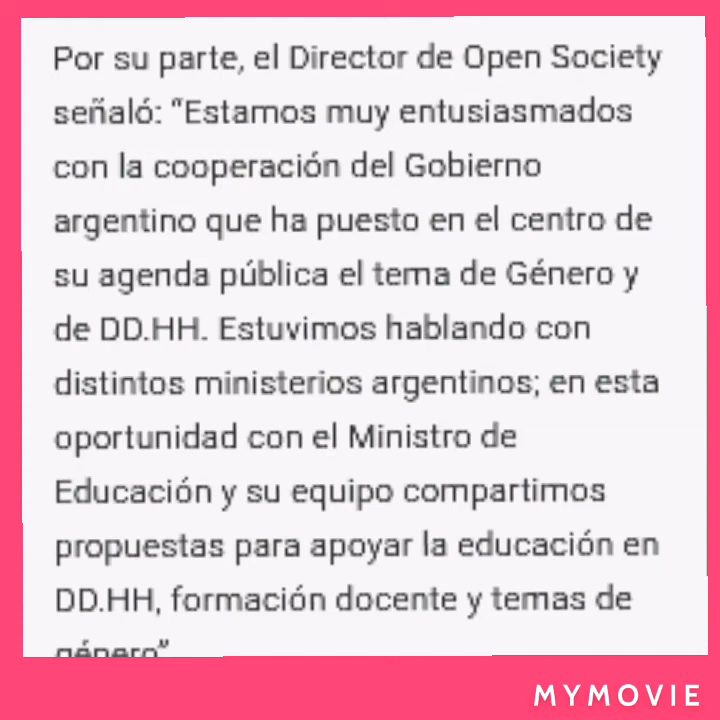 Por su parte, el Director de Open Society
señaló: “Estamos muy entusiasmados
con la cooperación del Gobierno
argentino que ha puesto en el centro de
su agenda pública el tema de Género y
de DD.HH. Estuvimos hablando con
distintos ministerios argentinos; en esta
oportunidad con el Ministro de
Educación y su equipo compartimos
propuestas para apoyar la educación en
DD.HH, formación docente y temas de
género”
MYMOVIE